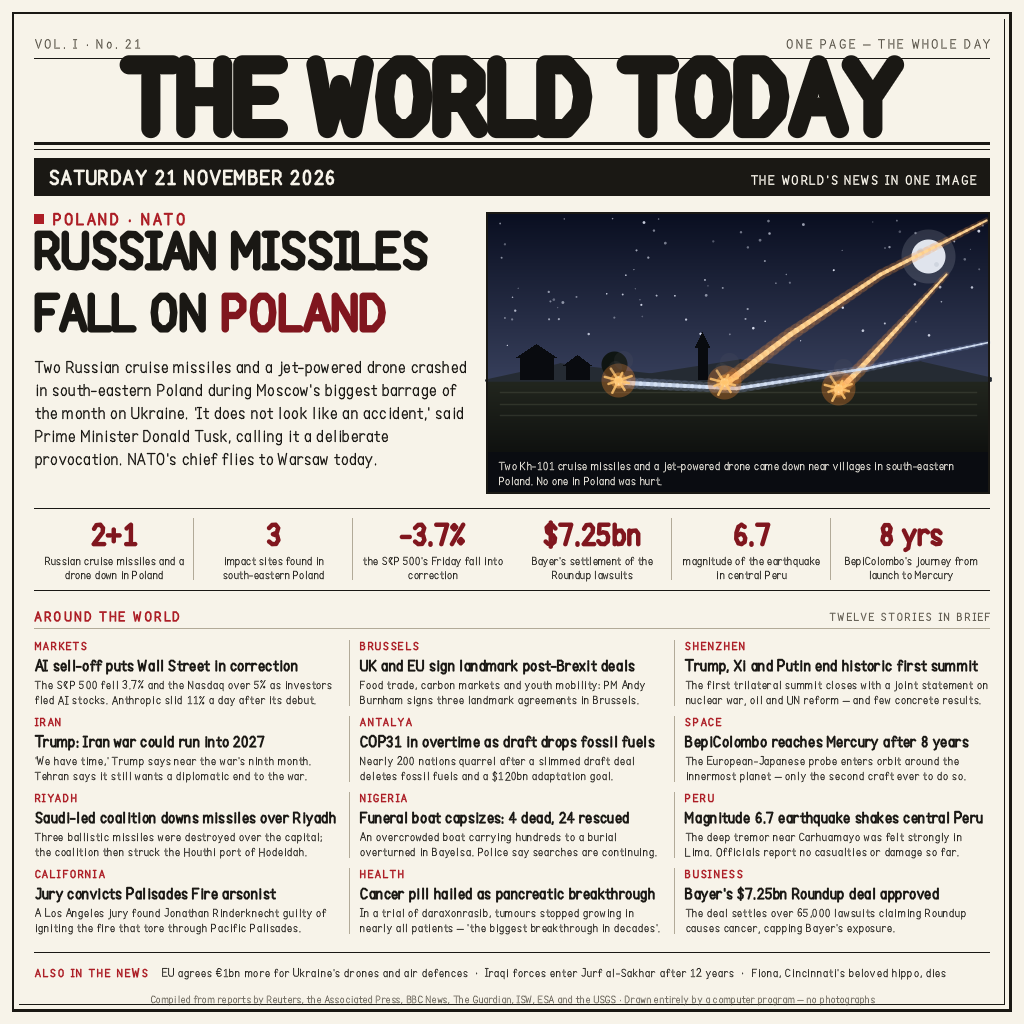 VOL. I · No. 21
ONE PAGE — THE WHOLE DAY
THE WORLD TODAY
SATURDAY 21 NOVEMBER 2026
THE WORLD'S NEWS IN ONE IMAGE
POLAND · NATO
RUSSIAN MISSILES
FALL ON POLAND
Two Russian cruise missiles and a jet-powered drone crashed
in south-eastern Poland during Moscow's biggest barrage of
the month on Ukraine. 'It does not look like an accident,' said
Prime Minister Donald Tusk, calling it a deliberate
provocation. NATO's chief flies to Warsaw today.
Two Kh-101 cruise missiles and a jet-powered drone came down near villages in south-eastern
Poland. No one in Poland was hurt.
2+1
Russian cruise missiles and a
drone down in Poland
3
impact sites found in
south-eastern Poland
-3.7%
the S&P 500's Friday fall into
correction
$7.25bn
Bayer's settlement of the
Roundup lawsuits
6.7
magnitude of the earthquake
in central Peru
8 yrs
BepiColombo's journey from
launch to Mercury
AROUND THE WORLD
TWELVE STORIES IN BRIEF
MARKETS
AI sell-off puts Wall Street in correction
The S&P 500 fell 3.7% and the Nasdaq over 5% as investors
fled AI stocks. Anthropic slid 11% a day after its debut.
BRUSSELS
UK and EU sign landmark post-Brexit deals
Food trade, carbon markets and youth mobility: PM Andy
Burnham signs three landmark agreements in Brussels.
SHENZHEN
Trump, Xi and Putin end historic first summit
The first trilateral summit closes with a joint statement on
nuclear war, oil and UN reform — and few concrete results.
IRAN
Trump: Iran war could run into 2027
'We have time,' Trump says near the war's ninth month.
Tehran says it still wants a diplomatic end to the war.
ANTALYA
COP31 in overtime as draft drops fossil fuels
Nearly 200 nations quarrel after a slimmed draft deal
deletes fossil fuels and a $120bn adaptation goal.
SPACE
BepiColombo reaches Mercury after 8 years
The European-Japanese probe enters orbit around the
innermost planet — only the second craft ever to do so.
RIYADH
Saudi-led coalition downs missiles over Riyadh
Three ballistic missiles were destroyed over the capital;
the coalition then struck the Houthi port of Hodeidah.
NIGERIA
Funeral boat capsizes: 4 dead, 24 rescued
An overcrowded boat carrying hundreds to a burial
overturned in Bayelsa. Police say searches are continuing.
PERU
Magnitude 6.7 earthquake shakes central Peru
The deep tremor near Carhuamayo was felt strongly in
Lima. Officials report no casualties or damage so far.
CALIFORNIA
Jury convicts Palisades Fire arsonist
A Los Angeles jury found Jonathan Rinderknecht guilty of
igniting the fire that tore through Pacific Palisades.
HEALTH
Cancer pill hailed as pancreatic breakthrough
In a trial of daraxonrasib, tumours stopped growing in
nearly all patients — 'the biggest breakthrough in decades'.
BUSINESS
Bayer's $7.25bn Roundup deal approved
The deal settles over 65,000 lawsuits claiming Roundup
causes cancer, capping Bayer's exposure.
ALSO IN THE NEWS EU agrees €1bn more for Ukraine's drones and air defences · Iraqi forces enter Jurf al-Sakhar after 12 years · Fiona, Cincinnati's beloved hippo, dies
Compiled from reports by Reuters, the Associated Press, BBC News, The Guardian, ISW, ESA and the USGS · Drawn entirely by a computer program — no photographs